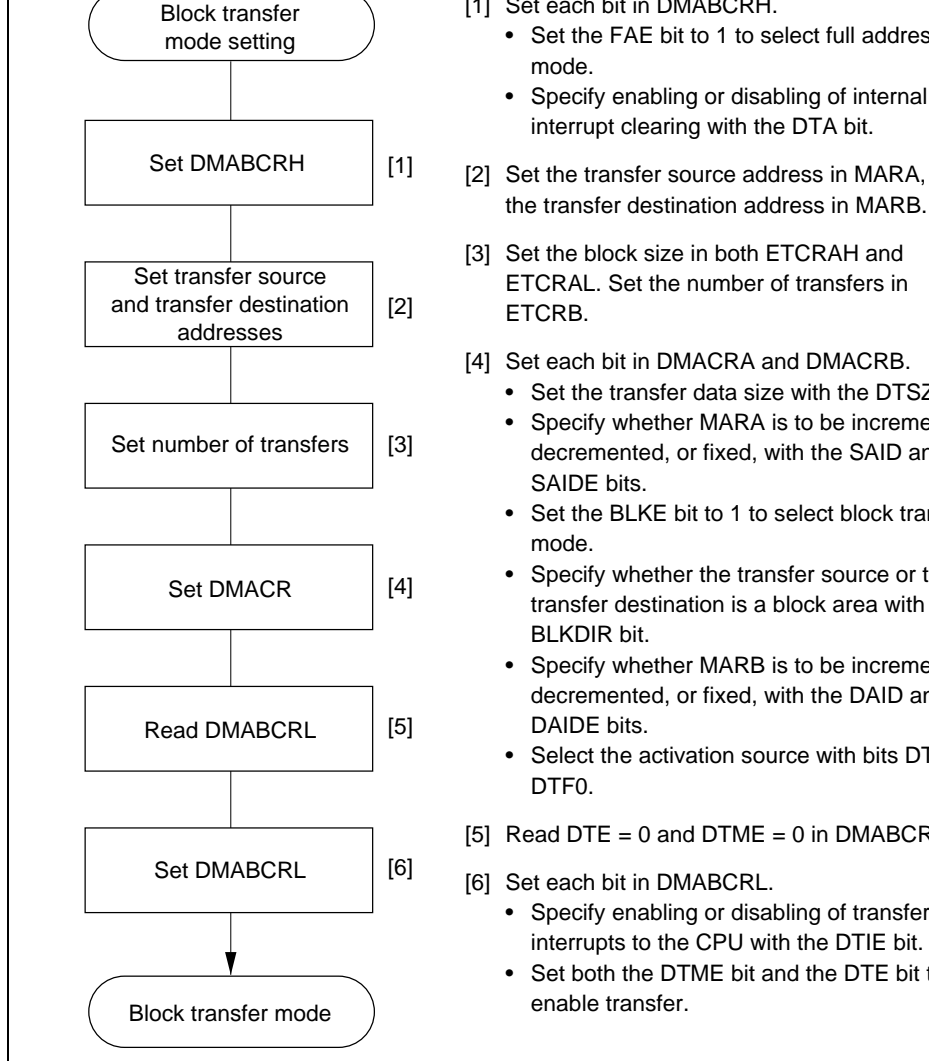 Block transfer
mode setting
Set DMABCRH
[1]
Set transfer source
and transfer destination
addresses
[2]
Set number of transfers
[3]
Set DMACR
[4]
Read DMABCRL
[5]
Set DMABCRL
[6]
Block transfer mode
[1] Set each bit in DMABCRH.
• Set the FAE bit to 1 to select full
mode.
• Specify enabling or disabling of internal
interrupt clearing with the DTA bit.
[2] Set the transfer source address in MARA,
the transfer destination address in MARB.
[3] Set the block size in both ETCRAH and
ETCRAL. Set the number of transfers in
ETCRB.
[4] Set each bit in DMACRA and DMACRB.
• Set the transfer data size with the
• Specify whether MARA is to be
decremented, or fixed, with the SAID
SAIDE bits.
• Set the BLKE bit to 1 to select block
mode.
• Specify whether the transfer source or
transfer destination is a block area with
BLKDIR bit.
• Specify whether MARB is to be
decremented, or fixed, with the DAID
DAIDE bits.
• Select the activation source with bits
DTF0.
[5] Read DTE = 0 and DTME = 0 in
[6] Set each bit in DMABCRL.
• Specify enabling or disabling of transfer
interrupts to the CPU with the DTIE bit.
• Set both the DTME bit and the DTE bit
enable transfer.